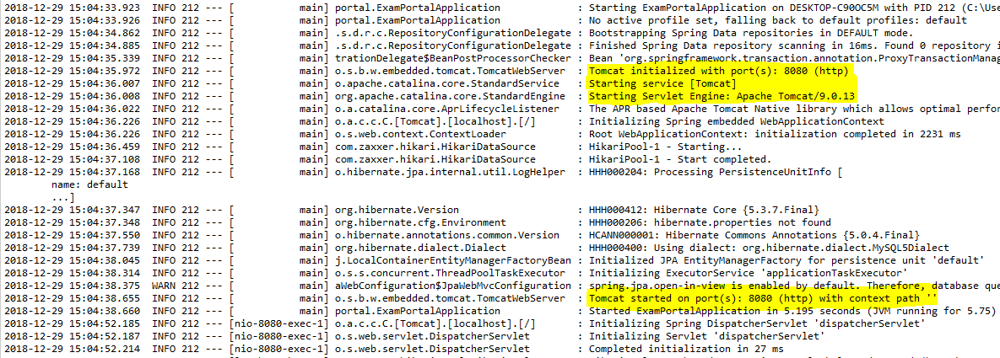 2018-12-29 15:04:33.923  INFO 212 --- [           main] portal.ExamPortalApplication             : Starting ExamPortalApplication on DESKTOP-C90OC5M with PID 212 (C:\Use
2018-12-29 15:04:33.926  INFO 212 --- [           main] portal.ExamPortalApplication             : No active profile set, falling back to default profiles: default
2018-12-29 15:04:34.862  INFO 212 --- [           main] .s.d.r.c.RepositoryConfigurationDelegate : Bootstrapping Spring Data repositories in DEFAULT mode.
2018-12-29 15:04:34.885  INFO 212 --- [           main] .s.d.r.c.RepositoryConfigurationDelegate : Finished Spring Data repository scanning in 16ms. Found 0 repository i
2018-12-29 15:04:35.339  INFO 212 --- [           main] trationDelegate$BeanPostProcessorChecker : Bean 'org.springframework.transaction.annotation.ProxyTransactionManag
2018-12-29 15:04:35.972  INFO 212 --- [           main] o.s.b.w.embedded.tomcat.TomcatWebServer  : Tomcat initialized with port(s): 8080 (http)
2018-12-29 15:04:36.007  INFO 212 --- [           main] o.apache.catalina.core.StandardService   : Starting service [Tomcat]
2018-12-29 15:04:36.008  INFO 212 --- [           main] org.apache.catalina.core.StandardEngine  : Starting Servlet Engine: Apache Tomcat/9.0.13
2018-12-29 15:04:36.022  INFO 212 --- [           main] o.a.catalina.core.AprLifecycleListener   : The APR based Apache Tomcat Native library which allows optimal perfor
2018-12-29 15:04:36.226  INFO 212 --- [           main] o.a.c.c.C.[Tomcat].[localhost].[/]       : Initializing Spring embedded WebApplicationContext
2018-12-29 15:04:36.226  INFO 212 --- [           main] o.s.web.context.ContextLoader            : Root WebApplicationContext: initialization completed in 2231 ms
2018-12-29 15:04:36.459  INFO 212 --- [           main] com.zaxxer.hikari.HikariDataSource       : HikariPool-1 - Starting...
2018-12-29 15:04:37.108  INFO 212 --- [           main] com.zaxxer.hikari.HikariDataSource       : HikariPool-1 - Start completed.
2018-12-29 15:04:37.168  INFO 212 --- [           main] o.hibernate.jpa.internal.util.LogHelper  : HHH000204: Processing PersistenceUnitInfo [
name: default
...]
2018-12-29 15:04:37.347  INFO 212 --- [           main] org.hibernate.Version                    : HHH000412: Hibernate Core {5.3.7.Final}
2018-12-29 15:04:37.348  INFO 212 --- [           main] org.hibernate.cfg.Environment            : HHH000206: hibernate.properties not found
2018-12-29 15:04:37.550  INFO 212 --- [           main] o.hibernate.annotations.common.Version   : HCANN000001: Hibernate Commons Annotations {5.0.4.Final}
2018-12-29 15:04:37.739  INFO 212 --- [           main] org.hibernate.dialect.Dialect            : HHH000400: Using dialect: org.hibernate.dialect.MySQL5Dialect
2018-12-29 15:04:38.045  INFO 212 --- [           main] j.LocalContainerEntityManagerFactoryBean : Initialized JPA EntityManagerFactory for persistence unit 'default'
2018-12-29 15:04:38.314  INFO 212 --- [           main] o.s.s.concurrent.ThreadPoolTaskExecutor  : Initializing ExecutorService 'applicationTaskExecutor'
2018-12-29 15:04:38.375  WARN 212 --- [           main] aWebConfiguration$JpaWebMvcConfiguration : spring.jpa.open-in-view is enabled by default. Therefore, database que
2018-12-29 15:04:38.655  INFO 212 --- [           main] o.s.b.w.embedded.tomcat.TomcatWebServer  : Tomcat started on port(s): 8080 (http) with context path ''
2018-12-29 15:04:38.660  INFO 212 --- [           main] portal.ExamPortalApplication             : Started ExamPortalApplication in 5.195 seconds (JVM running for 5.75)
2018-12-29 15:04:52.185  INFO 212 --- [nio-8080-exec-1] o.a.c.c.C.[Tomcat].[localhost].[/]       : Initializing Spring DispatcherServlet 'dispatcherServlet'
2018-12-29 15:04:52.187  INFO 212 --- [nio-8080-exec-1] o.s.web.servlet.DispatcherServlet        : Initializing Servlet 'dispatcherServlet'
2018-12-29 15:04:52.214  INFO 212 --- [nio-8080-exec-1] o.s.web.servlet.DispatcherServlet        : Completed initialization in 27 ms